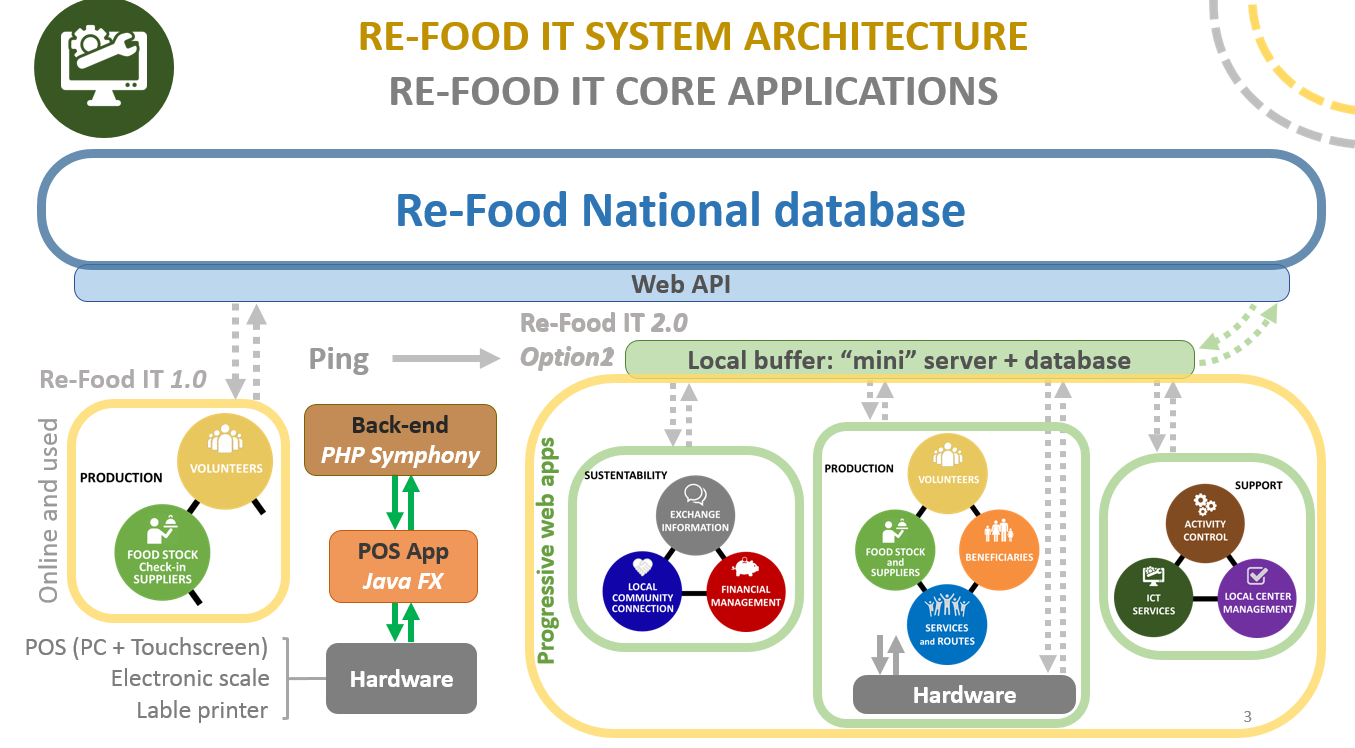 RE-FOOD IT SYSTEM ARCHITECTURE
RE-FOOD IT CORE APPLICATIONS
Re-Food National database
Web API
Re-Food IT 2.0
Ping
Local buffer: “mini” server + database
Re-Food IT 1.0
Online and used
PRODUCTION
VOLUNTEERS
FOOD STOCK
Check-in
SUPPLIERS
Back-end
PHP Symphony
POS App
Java FX
Hardware
POS (PC + Touchscreen)
Electronic scale
Lable printer
Progressive web apps
SUSTENTABILITY
EXCHANGE
INFORMATION
LOCAL
COMMUNITY
CONNECTION
FINANCIAL
MANAGEMENT
PRODUCTION
VOLUNTEERS
FOOD STOCK
and
SUPPLIERS
BENEFICIARIES
SERVICES
and ROUTES
Hardware
SUPPORT
ACTIVITY
CONTROL
ICT
SERVICES
LOCAL CENTER
MANAGEMENT
3